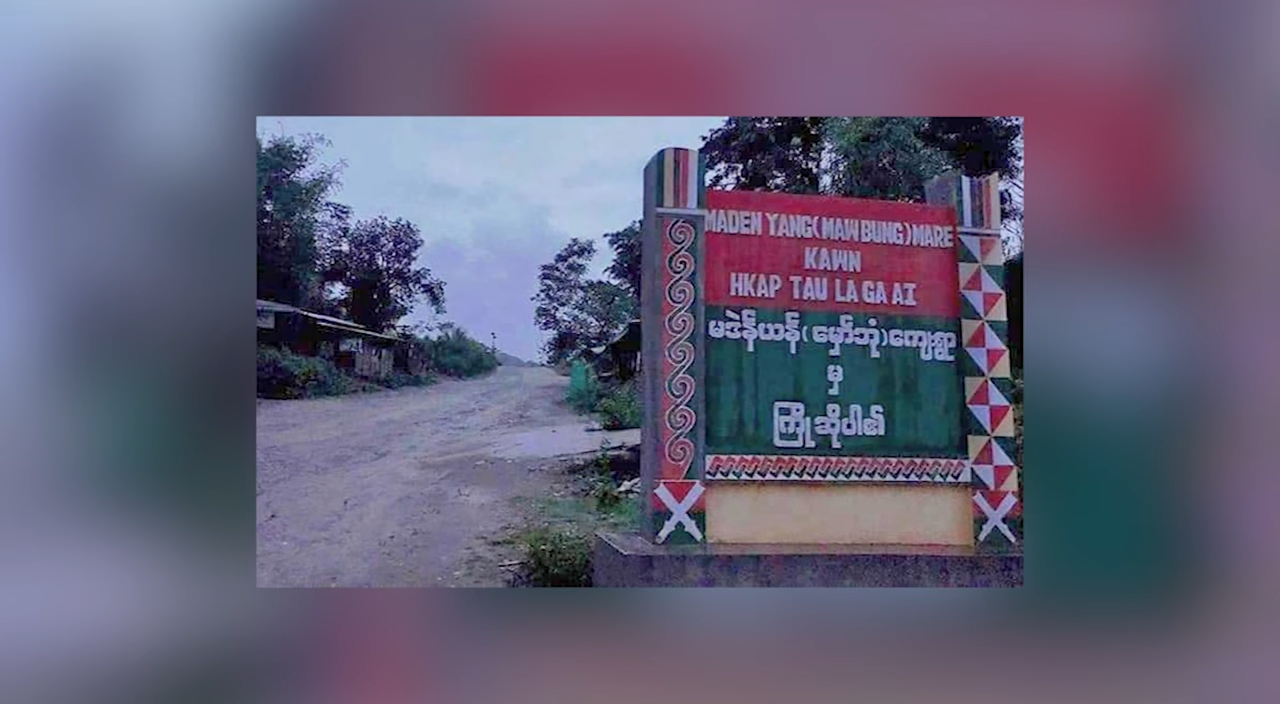 MADEN YANG(MAW BUNG)MARE
KAWN
HKAP TAU LA GA AI
မဒဲန်ယန်(မှော်ဘုံ)ကျေးရွာ
မှ
ကြိုဆိုပါ၏